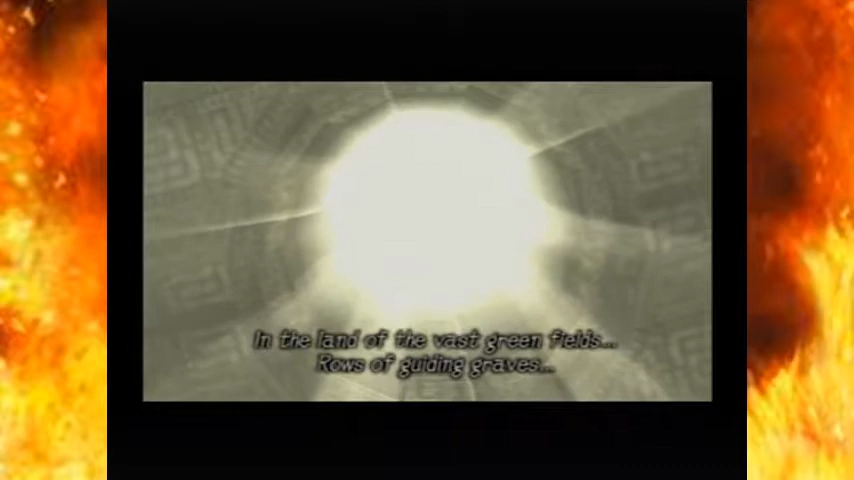 In the land of the vast green fields...
Rows of guiding graves...